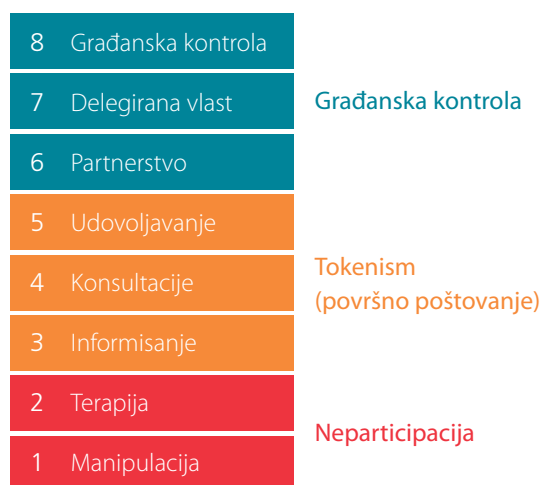 8 Građanska kontrola
7 Delegirana vlast
Građanska kontrola
6 Partnerstvo
5 Udovoljavanje
4 Konsultacije
Tokenism
(površno poštovanje)
3 Informisanje
2 Terapija
Neparticipacija
1 Manipulacija